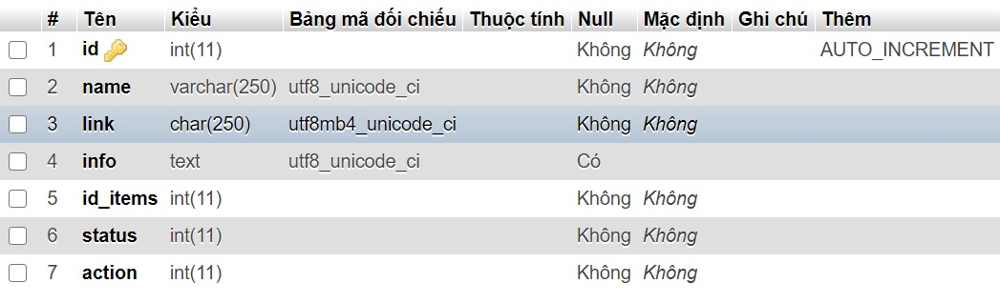 # Tên Kiểu Bảng mã đối chiếu Thuộc tính Null Mặc định Ghi chú Thêm
1 id int(11) Không Không AUTO_INCREMENT
2 name varchar(250) utf8_unicode_ci Không Không
3 link char(250) utf8mb4_unicode_ci Không Không
4 info text utf8_unicode_ci Có
5 id_items int(11) Không Không
6 status int(11) Không Không
7 action int(11) Không Không